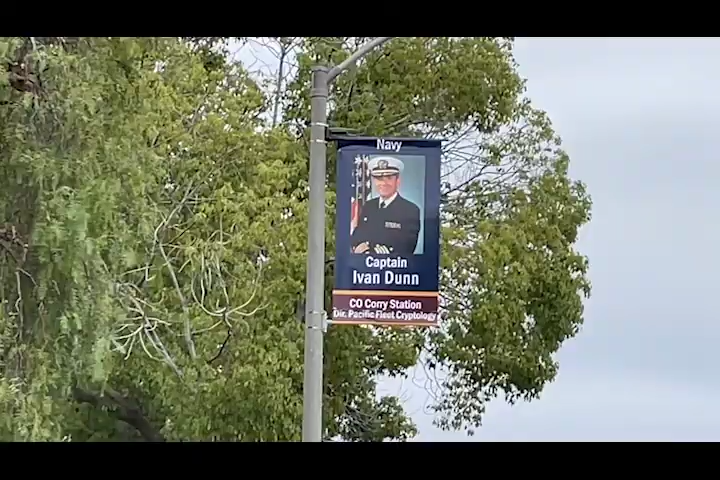 Navy
Captain
Ivan Dunn
CO Corry Station
Dir. Pacific Fleet Cryptology